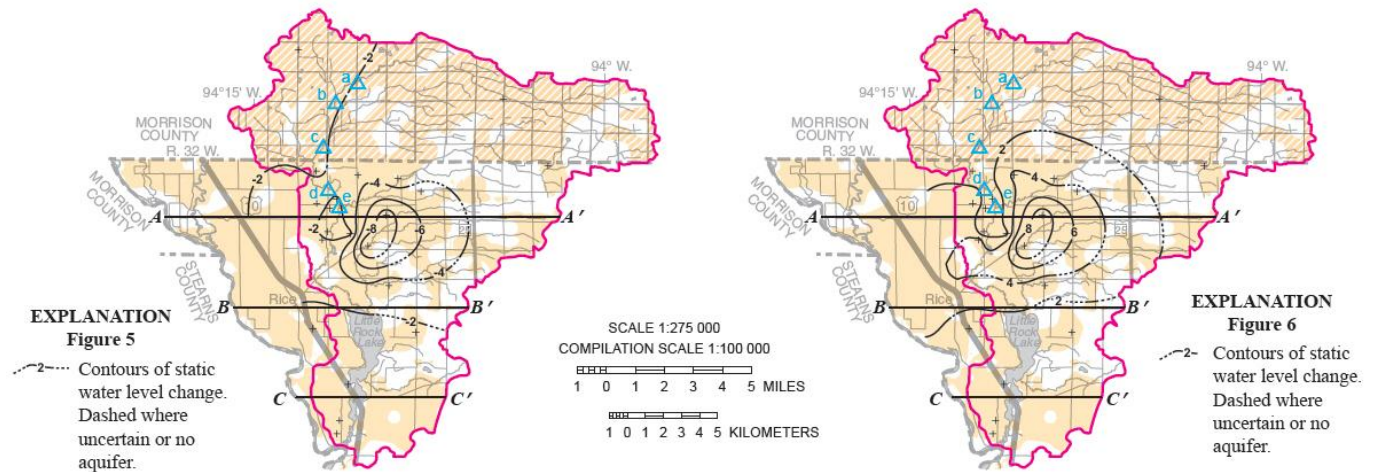 -2
a
b
94° W.
94°15' W.
c
MORRISON
COUNTY
R. 32 W.
-2
-4
d
-6
e
10
A
A'
-2
-8
-6
25
MORRISON
COUNTY
-4
STEARNS
COUNTY
B
Rice
B'
-2
Little
Rock
Lake
C
C'
EXPLANATION
Figure 5
2
Contours of static
water level change.
Dashed where
uncertain or no
aquifer.
SCALE 1:275 000
COMPILATION SCALE 1:100 000
1 0 1 2 3 4 5 MILES
1 0 1 2 3 4 5 KILOMETERS
a
b
94° W.
94°15' W.
c
MORRISON
COUNTY
R. 32 W.
2
4
d
6
e
10
A
A'
8
6
25
MORRISON
COUNTY
4
STEARNS
COUNTY
2
B
Rice
B'
Little
Rock
Lake
C
C'
EXPLANATION
Figure 6
2
Contours of static
water level change.
Dashed where
uncertain or no
aquifer.